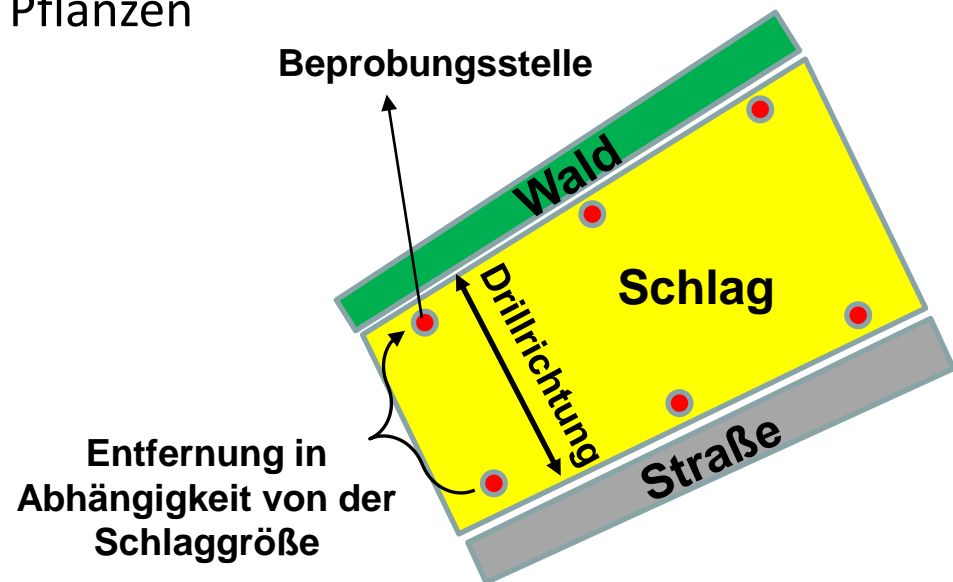 Pflanzen
Beprobungsstelle
Wald
Schlag
Drillrichtung
Straße
Entfernung in
Abhängigkeit von der
Schlaggröße